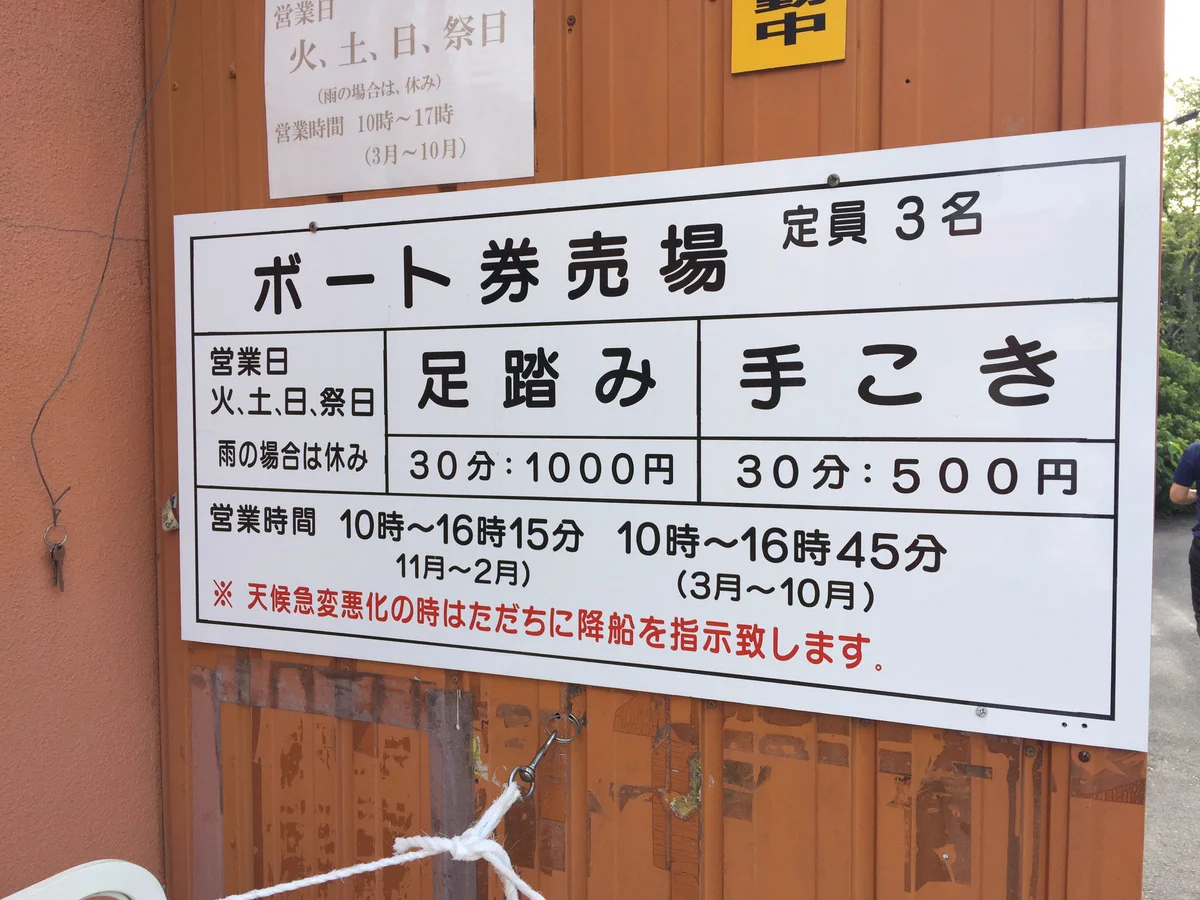 営業日
火、土、日、祭日
(雨の場合は、休み)
営業時間 10時～17時
(3月～10月)
中
ボート券売場 定員 3名
営業日
火、土、日、祭日
雨の場合は休み
足踏み
30分：1000円
手こき
30分：500円
営業時間 10時～16時15分 10時～16時45分
11月～2月) (3月～10月)
※ 天候急変悪化の時はただちに降船を指示致します。